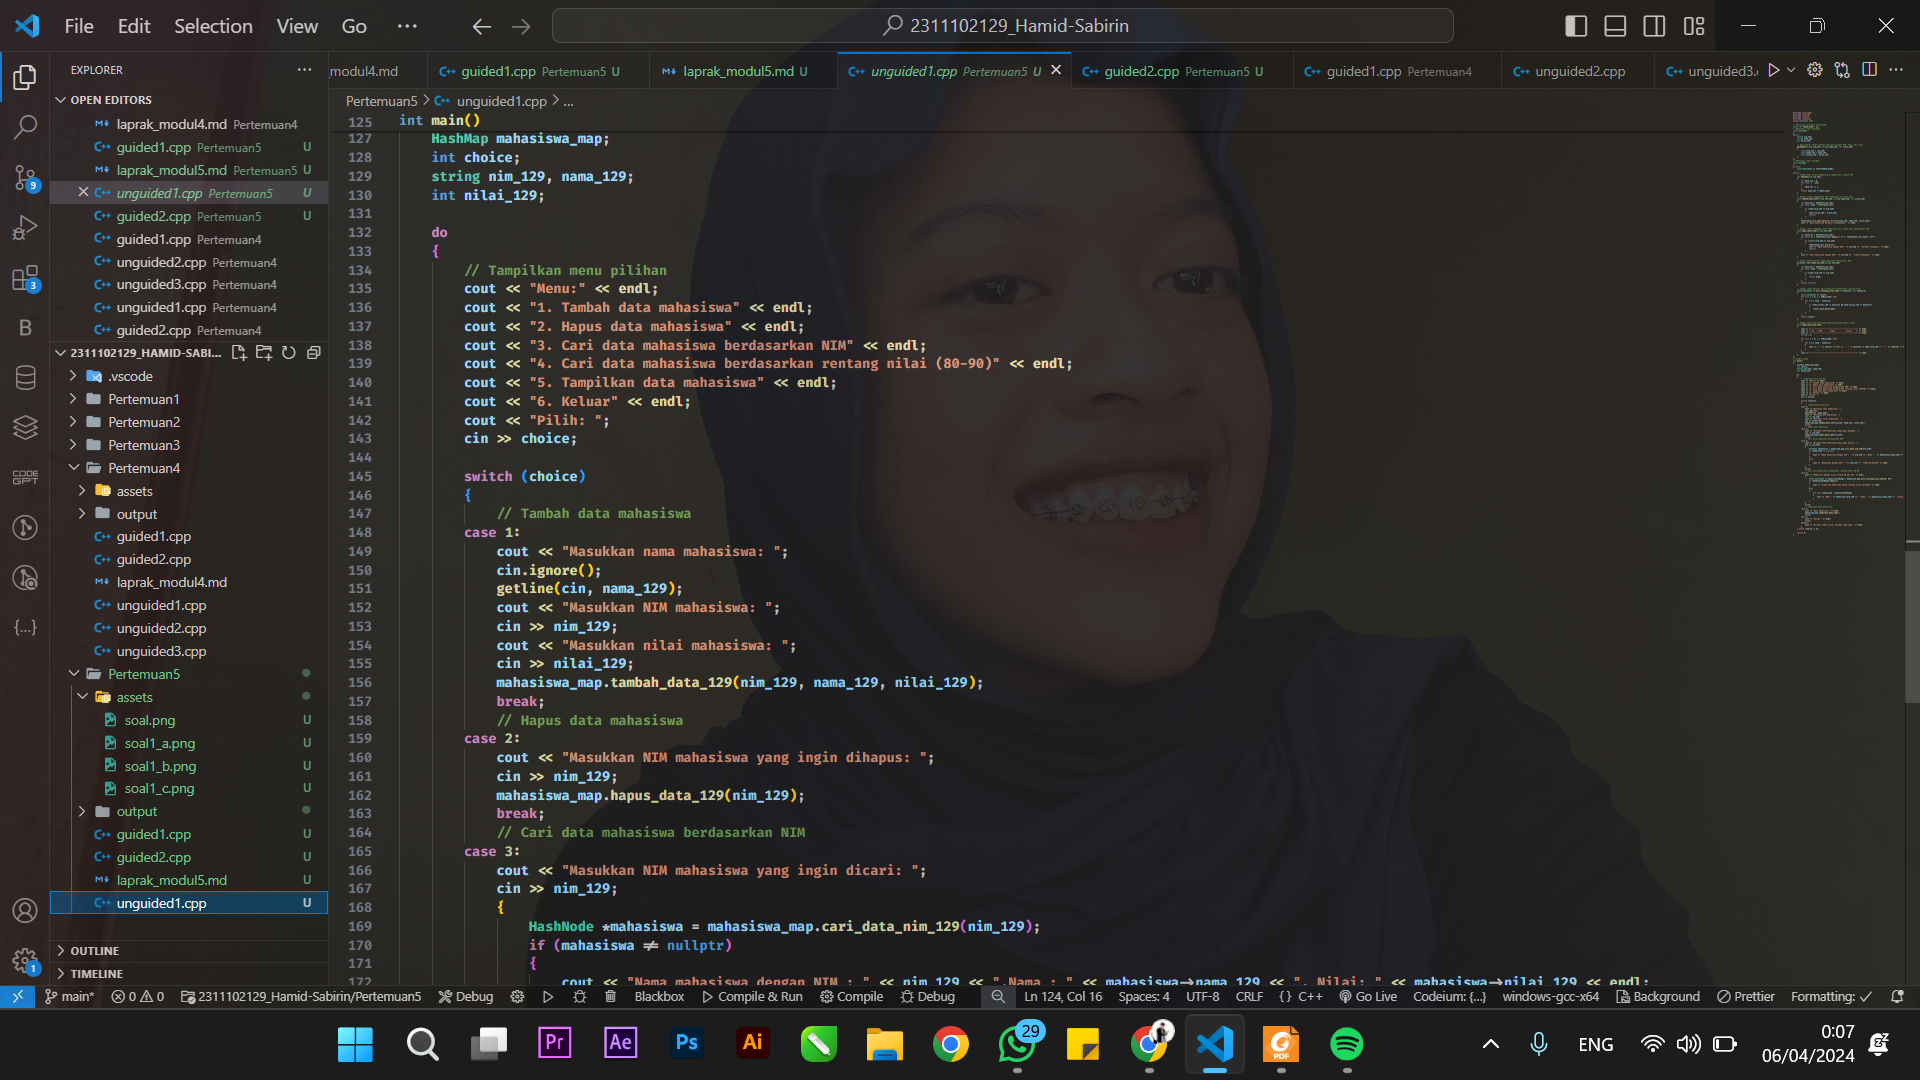 File Edit Selection View Go ... 2311102129_Hamid-Sabirin
EXPLORER
OPEN EDITORS
laprak_modul4.md Pertemuan4
guided1.cpp Pertemuan5 U
laprak_modul5.md Pertemuan5 U
unguided1.cpp Pertemuan5 U
guided2.cpp Pertemuan5 U
guided1.cpp Pertemuan4
unguided2.cpp Pertemuan4
unguided3.cpp Pertemuan4
unguided1.cpp Pertemuan4
guided2.cpp Pertemuan4
2311102129_HAMID-SABI...
.vscode
Pertemuan1
Pertemuan2
Pertemuan3
Pertemuan4
assets
output
guided1.cpp
guided2.cpp
laprak_modul4.md
unguided1.cpp
unguided2.cpp
unguided3.cpp
Pertemuan5
assets
soal.png U
soal1_a.png U
soal1_b.png U
soal1_c.png U
output
guided1.cpp U
guided2.cpp U
laprak_modul5.md U
unguided1.cpp U
OUTLINE
TIMELINE
B
CODE GPT
9
3
1
modul4.md guided1.cpp Pertemuan5 U laprak_modul5.md U unguided1.cpp Pertemuan5 U guided2.cpp Pertemuan5 U guided1.cpp Pertemuan4 unguided2.cpp unguided3.
Pertemuan5 > unguided1.cpp > ...
125 int main()
127 HashMap mahasiswa_map;
128 int choice;
129 string nim_129, nama_129;
130 int nilai_129;
131
132 do
133 {
134 // Tampilkan menu pilihan
135 cout << "Menu:" << endl;
136 cout << "1. Tambah data mahasiswa" << endl;
137 cout << "2. Hapus data mahasiswa" << endl;
138 cout << "3. Cari data mahasiswa berdasarkan NIM" << endl;
139 cout << "4. Cari data mahasiswa berdasarkan rentang nilai (80-90)" << endl;
140 cout << "5. Tampilkan data mahasiswa" << endl;
141 cout << "6. Keluar" << endl;
142 cout << "Pilih: ";
143 cin >> choice;
144
145 switch (choice)
146 {
147 // Tambah data mahasiswa
148 case 1:
149 cout << "Masukkan nama mahasiswa: ";
150 cin.ignore();
151 getline(cin, nama_129);
152 cout << "Masukkan NIM mahasiswa: ";
153 cin >> nim_129;
154 cout << "Masukkan nilai mahasiswa: ";
155 cin >> nilai_129;
156 mahasiswa_map.tambah_data_129(nim_129, nama_129, nilai_129);
157 break;
158 // Hapus data mahasiswa
159 case 2:
160 cout << "Masukkan NIM mahasiswa yang ingin dihapus: ";
161 cin >> nim_129;
162 mahasiswa_map.hapus_data_129(nim_129);
163 break;
164 // Cari data mahasiswa berdasarkan NIM
165 case 3:
166 cout << "Masukkan NIM mahasiswa yang ingin dicari: ";
167 cin >> nim_129;
168 {
169 HashNode *mahasiswa = mahasiswa_map.cari_data_nim_129(nim_129);
170 if (mahasiswa != nullptr)
171 {
172 cout << "Nama mahasiswa dengan NIM : " << nim_129 << ",Nama : " << mahasiswa->nama_129 << ", Nilai: " << mahasiswa->nilai_129 << endl;
main* 0 0 2311102129_Hamid-Sabirin/Pertemuan5 Debug Blackbox Compile & Run Compile Debug Ln 124, Col 16 Spaces: 4 UTF-8 CRLF {} C++ Go Live Codeium: {...} windows-gcc-x64 Background Prettier Formatting: ✓
Pr Ae Ps Ai 29 PDF ENG 0:07
06/04/2024